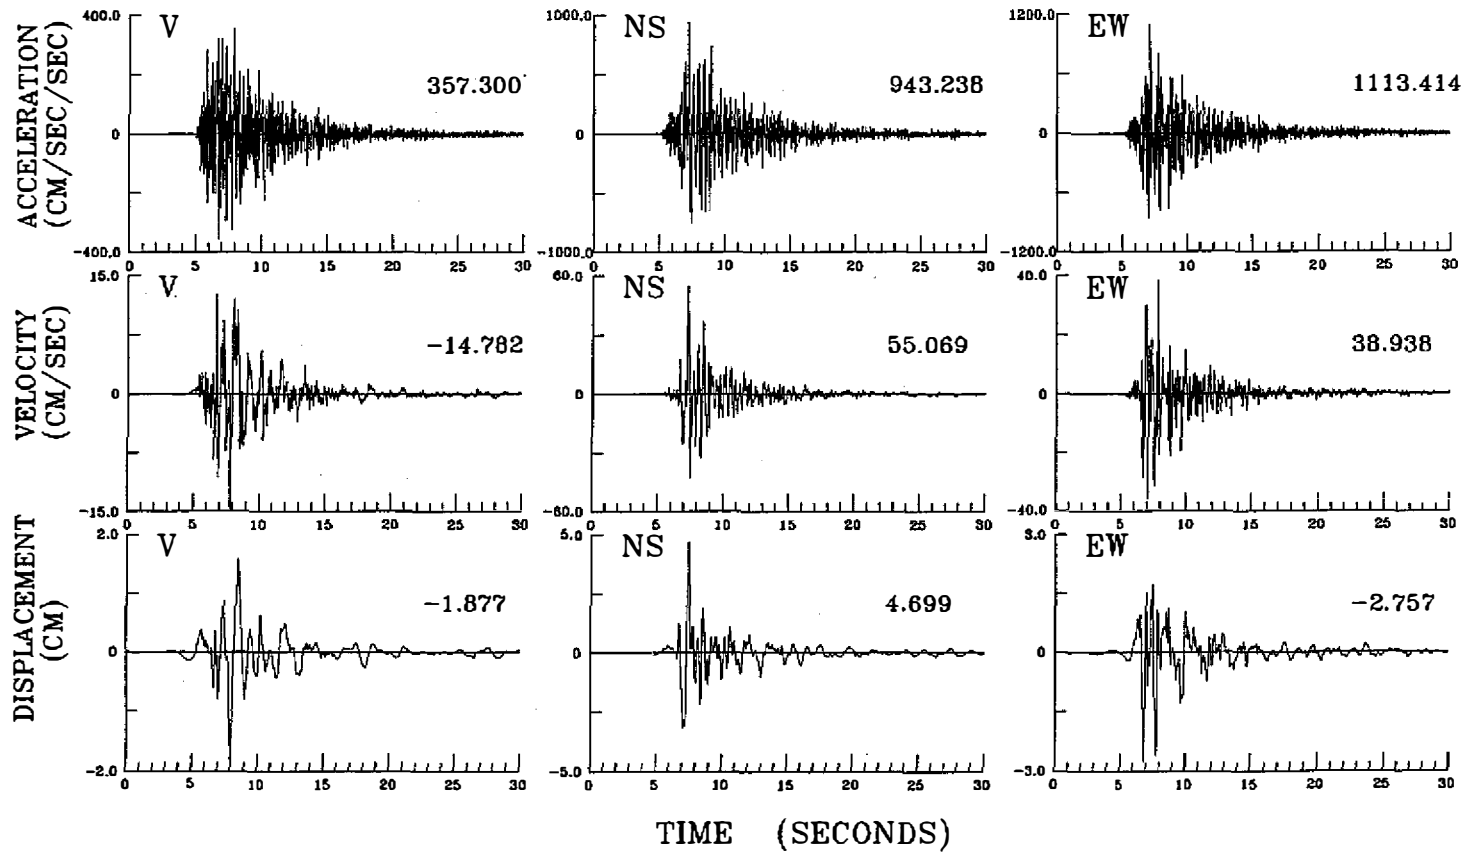 ACCELERATION
(CM/SEC/SEC)
400.0
0
-400.0
V
357.300
0 5 10 15 20 25 30
1000.0
0
-1000.0
NS
943.238
0 5 10 15 20 25 30
1200.0
0
-1200.0
EW
1113.414
0 5 10 15 20 25 30
VELOCITY
(CM/SEC)
15.0
0
-15.0
V
-14.782
0 5 10 15 20 25 30
60.0
0
-60.0
NS
55.069
0 5 10 15 20 25 30
40.0
0
-40.0
EW
38.938
0 5 10 15 20 25 30
DISPLACEMENT
(CM)
2.0
0
-2.0
V
-1.877
0 5 10 15 20 25 30
5.0
0
-5.0
NS
4.699
0 5 10 15 20 25 30
3.0
0
-3.0
EW
-2.757
0 5 10 15 20 25 30
TIME (SECONDS)